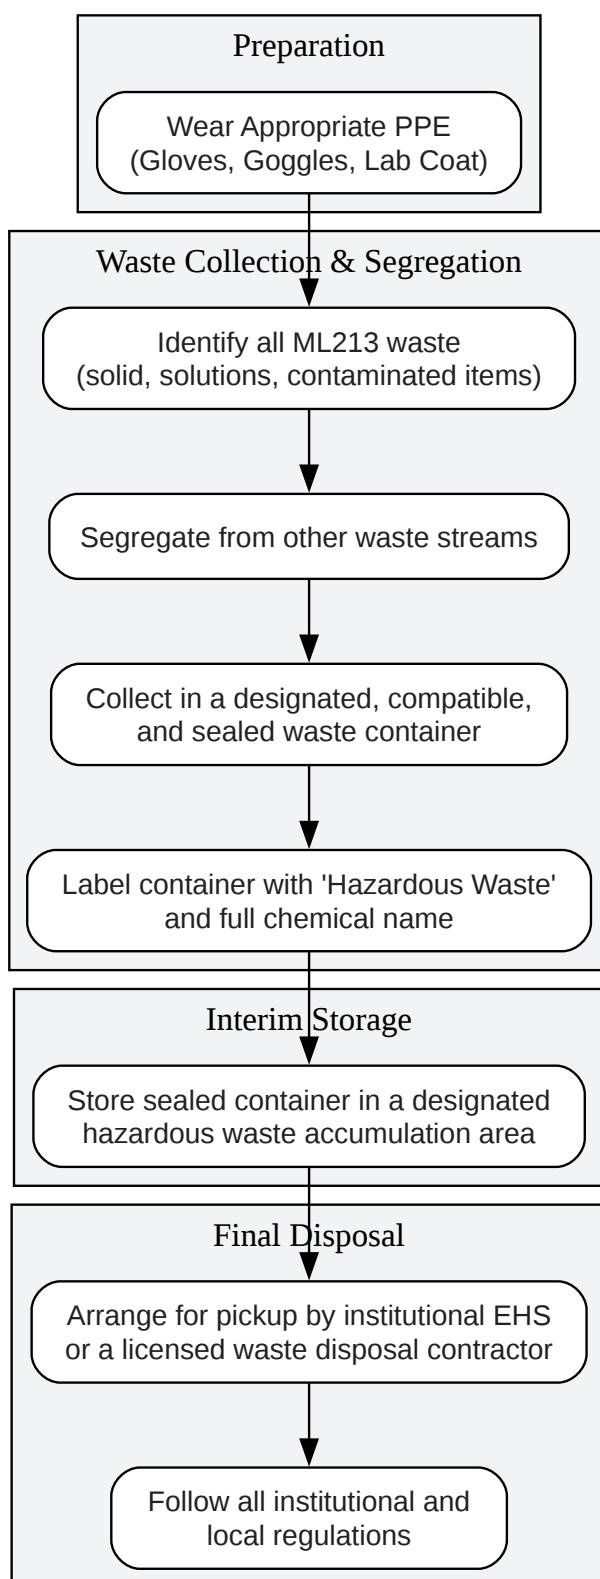 Preparation
Wear Appropriate PPE
(Gloves, Goggles, Lab Coat)
Waste Collection & Segregation
Identify all ML213 waste
(solid, solutions, contaminated items)
Segregate from other waste streams
Collect in a designated, compatible,
and sealed waste container
Label container with 'Hazardous Waste'
and full chemical name
Interim Storage
Store sealed container in a designated
hazardous waste accumulation area
Final Disposal
Arrange for pickup by institutional EHS
or a licensed waste disposal contractor
Follow all institutional and
local regulations